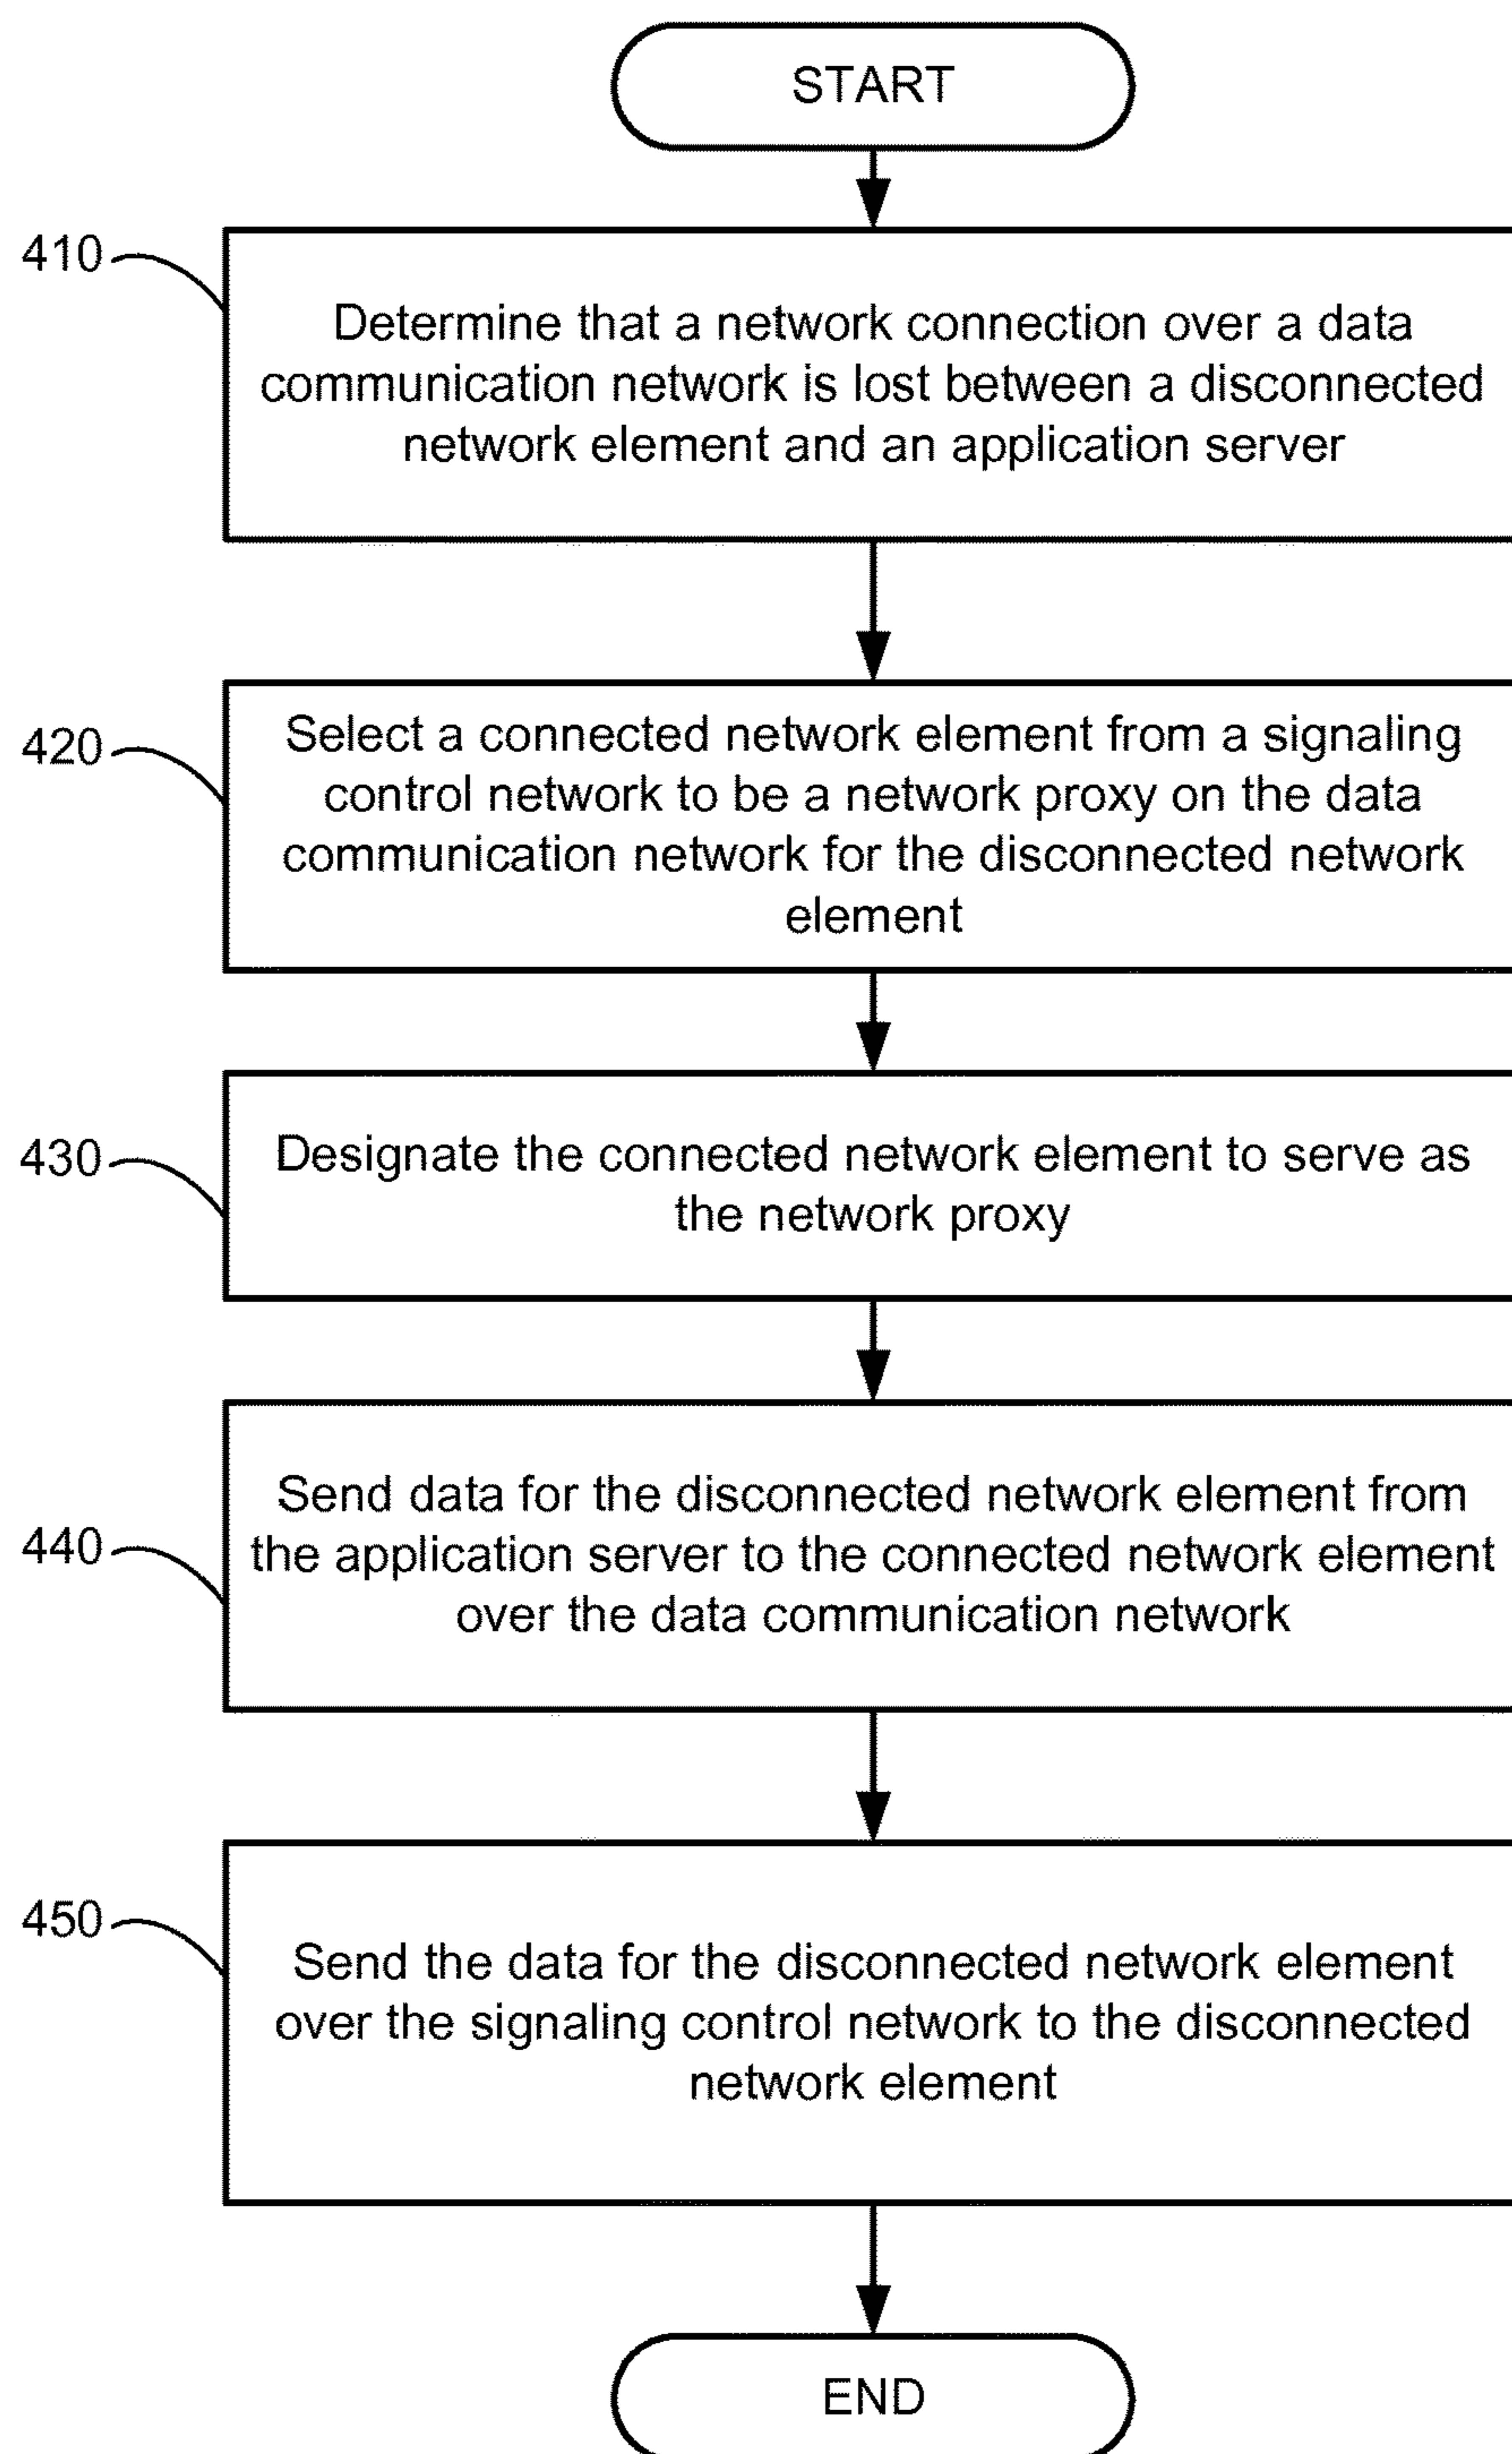 START
410
Determine that a network connection over a data
communication network is lost between a disconnected
network element and an application server
420
Select a connected network element from a signaling
control network to be a network proxy on the data
communication network for the disconnected network
element
430
Designate the connected network element to serve as
the network proxy
440
Send data for the disconnected network element from
the application server to the connected network element
over the data communication network
450
Send the data for the disconnected network element
over the signaling control network to the disconnected
network element
END